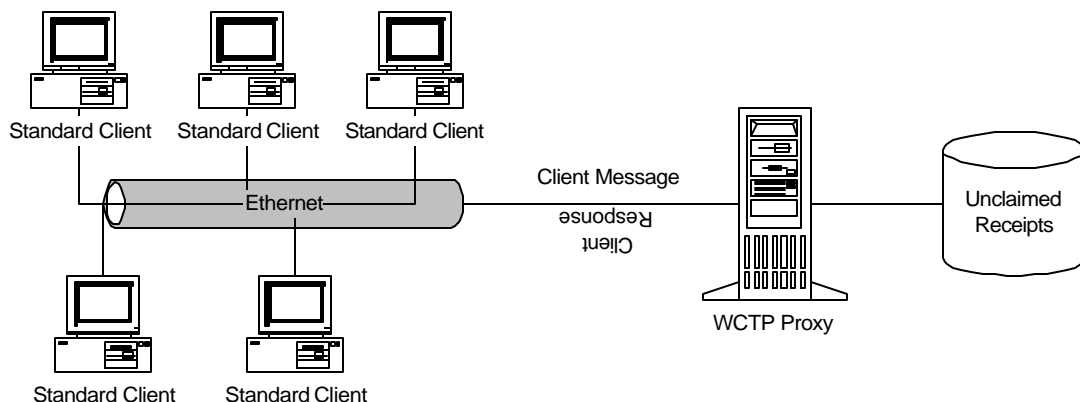 Standard Client
Standard Client
Standard Client
Ethernet
Client Message
Client
Response
Unclaimed
Receipts
WCTP Proxy
Standard Client
Standard Client